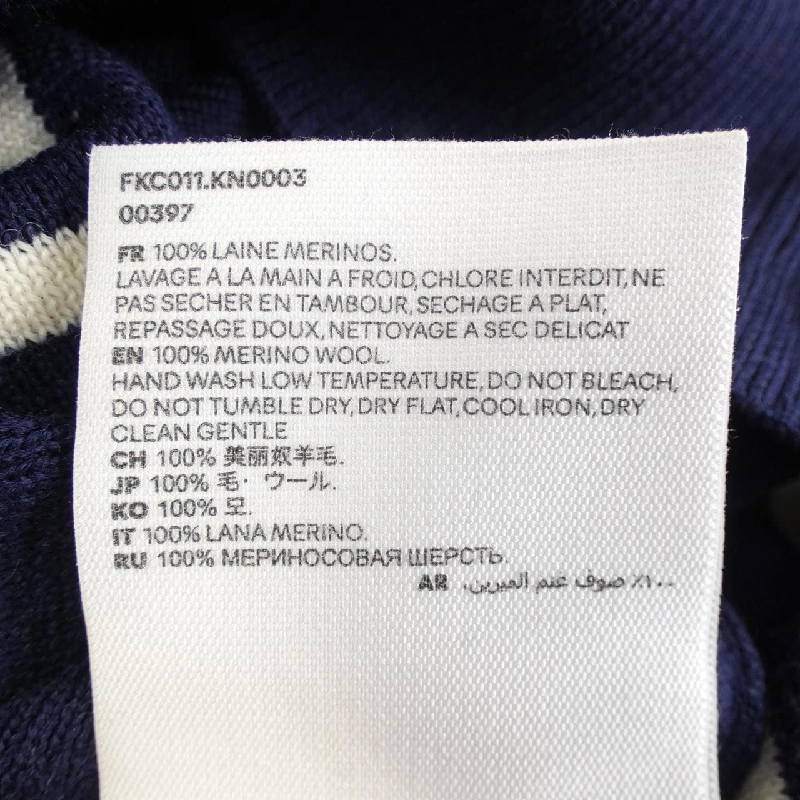 FKC011.KN0003
00397
FR 100% LAINE MERINOS.
LAVAGE A LA MAIN A FROID, CHLORE INTERDIT, NE
PAS SECHER EN TAMBOUR, SECHAGE A PLAT,
REPASSAGE DOUX, NETTOYAGE A SEC DELICAT
EN 100% MERINO WOOL.
HAND WASH LOW TEMPERATURE, DO NOT BLEACH,
DO NOT TUMBLE DRY, DRY FLAT, COOL IRON, DRY
CLEAN GENTLE
CH 100% 美丽奴羊毛.
JP 100% 毛・ウール.
KO 100% 모.
IT 100% LANA MERINO.
RU 100% МЕРИНОСОВАЯ ШЕРСТЬ.
AR ١٠٠٪ صوف غنم الميرين.